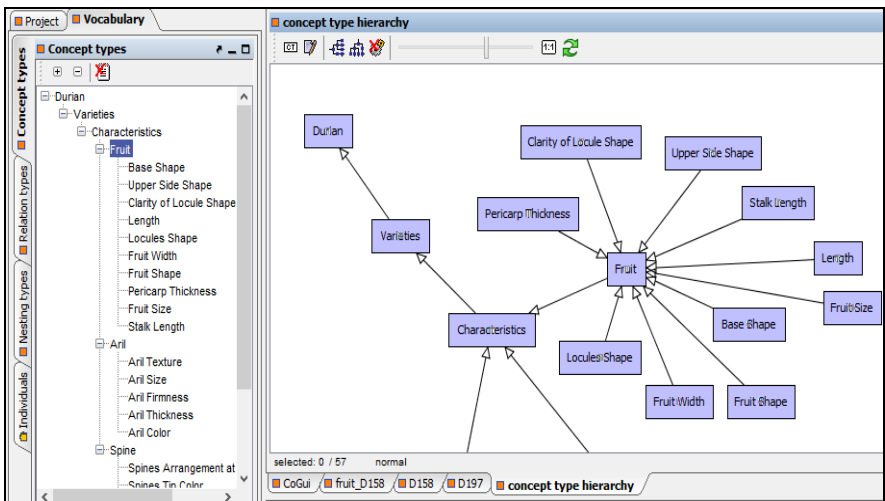 Project
Vocabulary
Concept types
Relation types
Nesting types
Individuals
Concept types
Durian
Varieties
Characteristics
Fruit
Base Shape
Upper Side Shape
Clarity of Locule Shape
Length
Locules Shape
Fruit Width
Fruit Shape
Pericarp Thickness
Fruit Size
Stalk Length
Aril
Aril Texture
Aril Size
Aril Firmness
Aril Thickness
Aril Color
Spine
Spines Arrangement at
Spines Tip Color
concept type hierarchy
CT
1:1
Durian
Clarity of Locule Shape
Upper Side Shape
Stalk Length
Pericarp Thickness
Varieties
Length
Fruit
Fruit Size
Base Shape
Characteristics
Locules Shape
Fruit Width
Fruit Shape
selected: 0 / 57 normal
CoGui
fruit_D158
D158
D197
concept type hierarchy